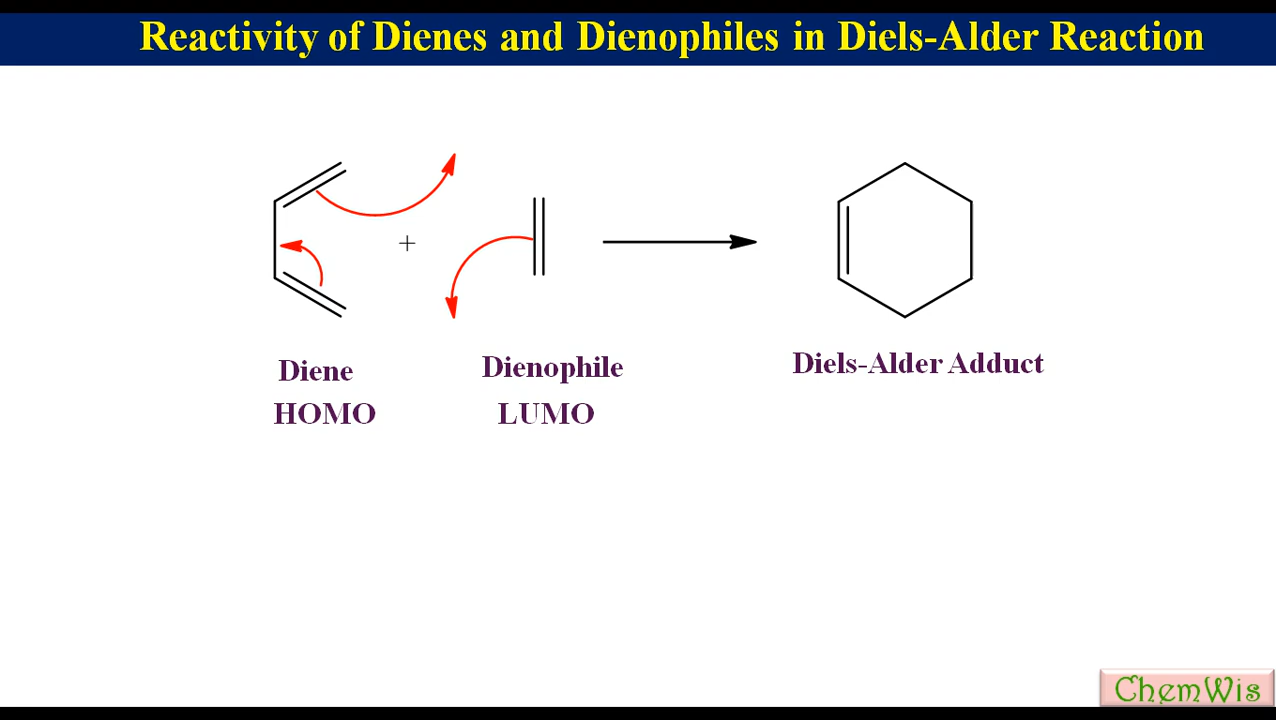 Reactivity of Dienes and Dienophiles in Diels-Alder Reaction
+
Diene
HOMO
Dienophile
LUMO
Diels-Alder Adduct
ChemWis